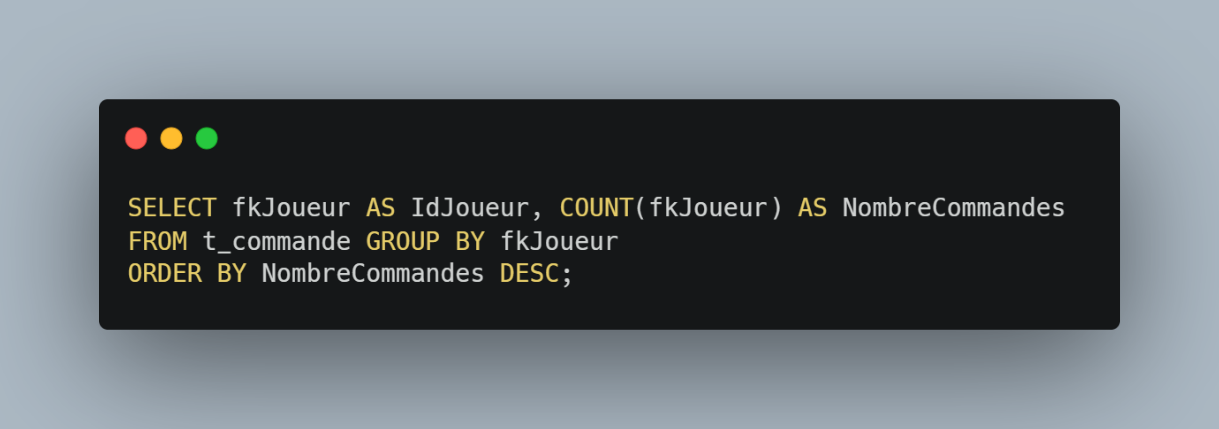 SELECT fkJoueur AS IdJoueur, COUNT(fkJoueur) AS NombreCommandes
FROM t_commande GROUP BY fkJoueur
ORDER BY NombreCommandes DESC;